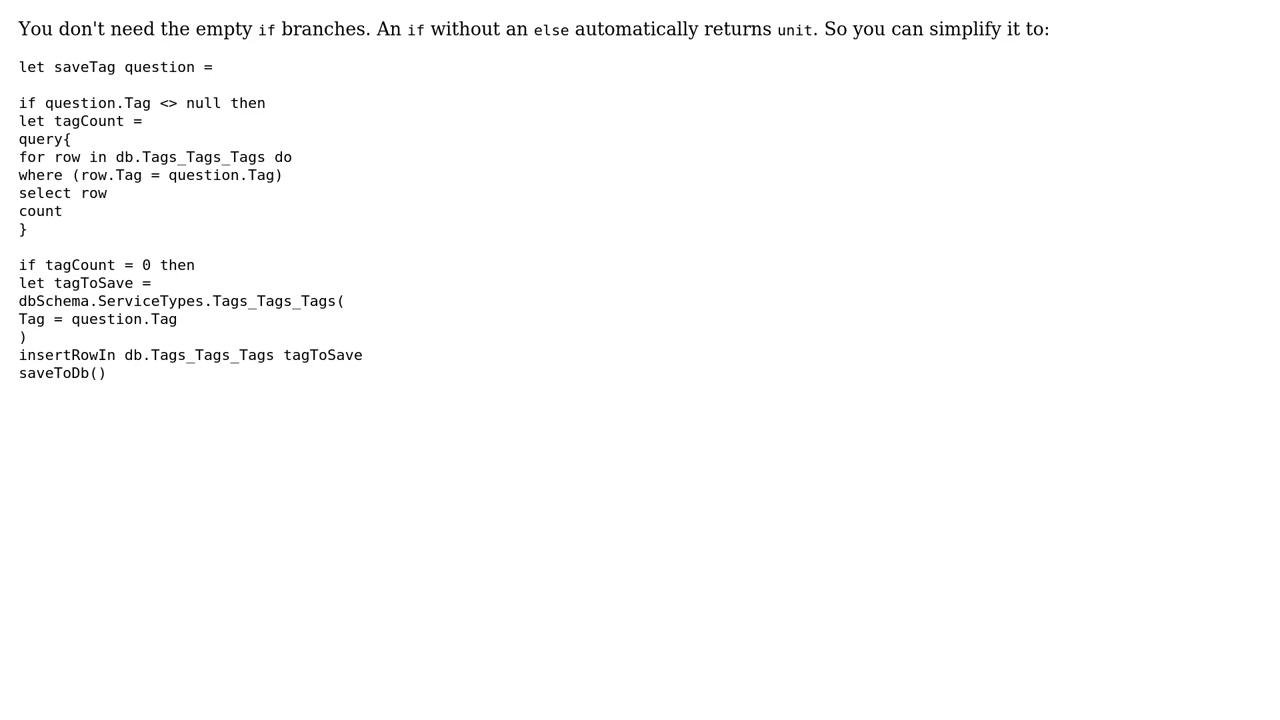 You don't need the empty if branches. An if without an else automatically returns unit. So you can simplify it to:
let saveTag question =
if question.Tag <> null then
let tagCount =
query{
for row in db.Tags_Tags_Tags do
where (row.Tag = question.Tag)
select row
count
}
if tagCount = 0 then
let tagToSave =
dbSchema.ServiceTypes.Tags_Tags_Tags(
Tag = question.Tag
)
insertRowIn db.Tags_Tags_Tags tagToSave
saveToDb()